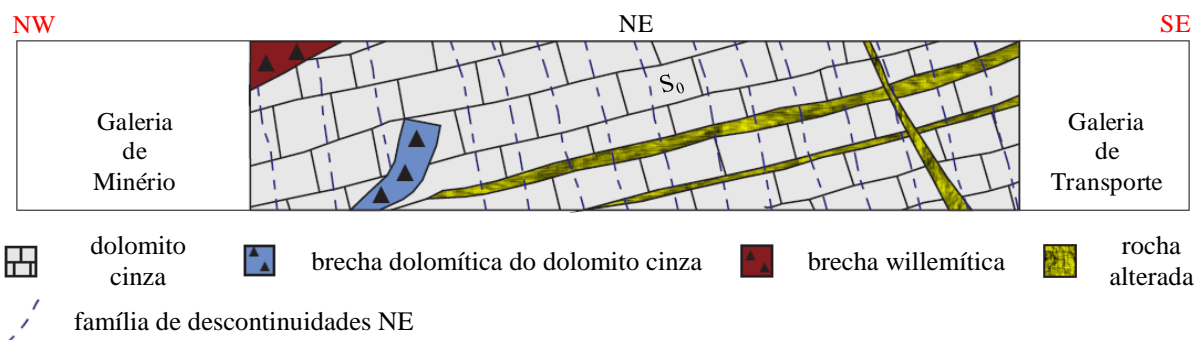 NW
NE
SE
S₀
Galeria
de
Minério
Galeria
de
Transporte
dolomito
cinza
brecha dolomítica do dolomito cinza
brecha willemítica
rocha
alterada
família de descontinuidades NE